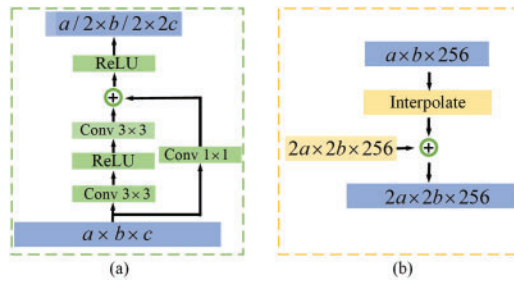 a/2×b/2×2c
ReLU
+
Conv 3×3
ReLU
Conv 1×1
Conv 3×3
a×b×c
(a)
a×b×256
Interpolate
2a×2b×256
+
2a×2b×256
(b)